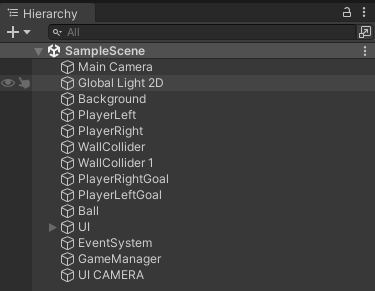 Hierarchy
All
SampleScene
Main Camera
Global Light 2D
Background
PlayerLeft
PlayerRight
WallCollider
WallCollider 1
PlayerRightGoal
PlayerLeftGoal
Ball
UI
EventSystem
GameManager
UI CAMERA